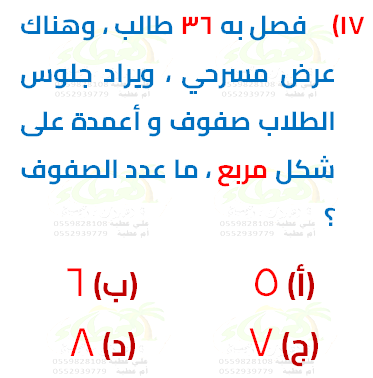 ١٧) فصل به ٣٦ طالب ، وهناك
عرض مسرحي ، ويراد جلوس
الطلاب صفوف و أعمدة على
شكل مربع ، ما عدد الصفوف
؟
(أ) ٥
(ب) ٦
(ج) ٧
(د) ٨